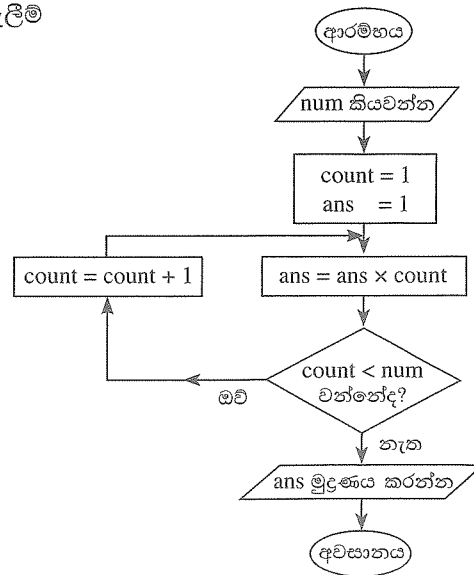 ආරම්භය
num කියවන්න
count = 1
ans = 1
count = count + 1
ans = ans × count
count < num
වන්නේද?
ඔව්
නැත
ans මුද්‍රණය කරන්න
අවසානය